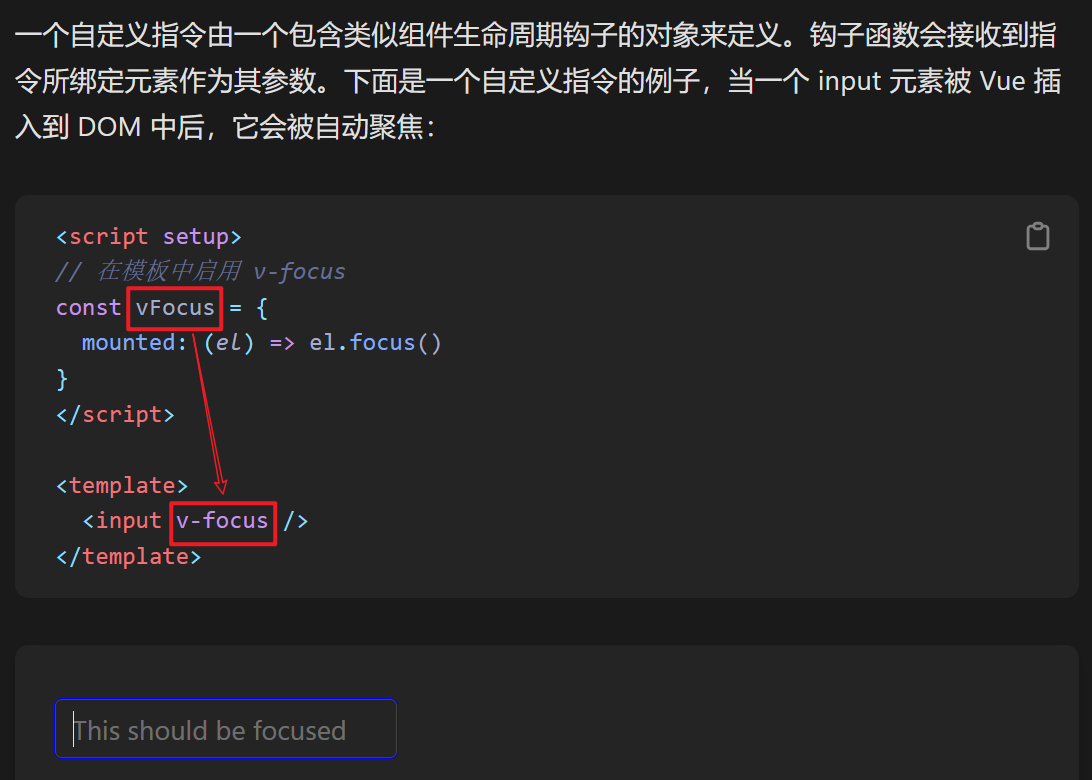 一个自定义指令由一个包含类似组件生命周期钩子的对象来定义。钩子函数会接收到指
令所绑定元素作为其参数。下面是一个自定义指令的例子，当一个 input 元素被 Vue 插
入到 DOM 中后，它会被自动聚焦：
<script setup>
// 在模板中启用 v-focus
const vFocus = {
  mounted: (el) => el.focus()
}
</script>
<template>
  <input v-focus />
</template>
This should be focused